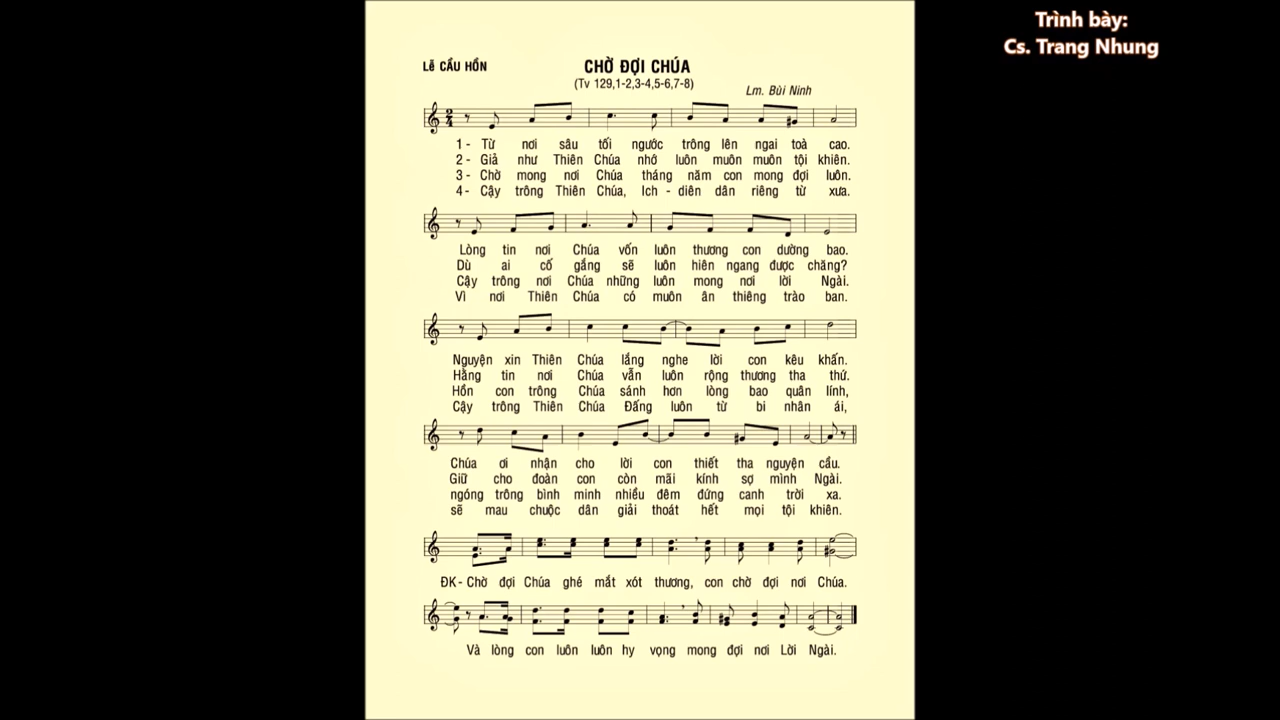 Trình bày:
Cs. Trang Nhung
Lễ CẦU HỒN
CHỜ ĐỢI CHÚA
(Tv 129,1-2,3-4,5-6,7-8)
Lm. Bùi Ninh
1- Từ nơi sâu tối ngước trông lên ngai toà cao.
2- Giả như Thiên Chúa nhớ luôn muôn muôn tội khiên.
3- Chờ mong nơi Chúa tháng năm con mong đợi luôn.
4- Cậy trông Thiên Chúa, Ich - diên dân riêng từ xưa.
Lòng tin nơi Chúa vốn luôn thương con dường bao.
Dù ai cố gắng sẽ luôn hiên ngang được chăng?
Cậy trông nơi Chúa những luôn mong nơi lời Ngài.
Vì nơi Thiên Chúa có muôn ân thiêng trào ban.
Nguyện xin Thiên Chúa lắng nghe lời con kêu khấn.
Hằng tin nơi Chúa vẫn luôn rộng thương tha thứ.
Hồn con trông Chúa sánh hơn lòng bao quân lính,
Cậy trông Thiên Chúa Đấng luôn từ bi nhân ái,
Chúa ơi nhận cho lời con thiết tha nguyện cầu.
Giữ cho đoàn con còn mãi kính sợ mình Ngài.
ngóng trông bình minh nhiều đêm đứng canh trời xa.
sẽ mau chuộc dân giải thoát hết mọi tội khiên.
ĐK- Chờ đợi Chúa ghé mắt xót thương, con chờ đợi nơi Chúa.
Và lòng con luôn luôn hy vọng mong đợi nơi Lời Ngài.